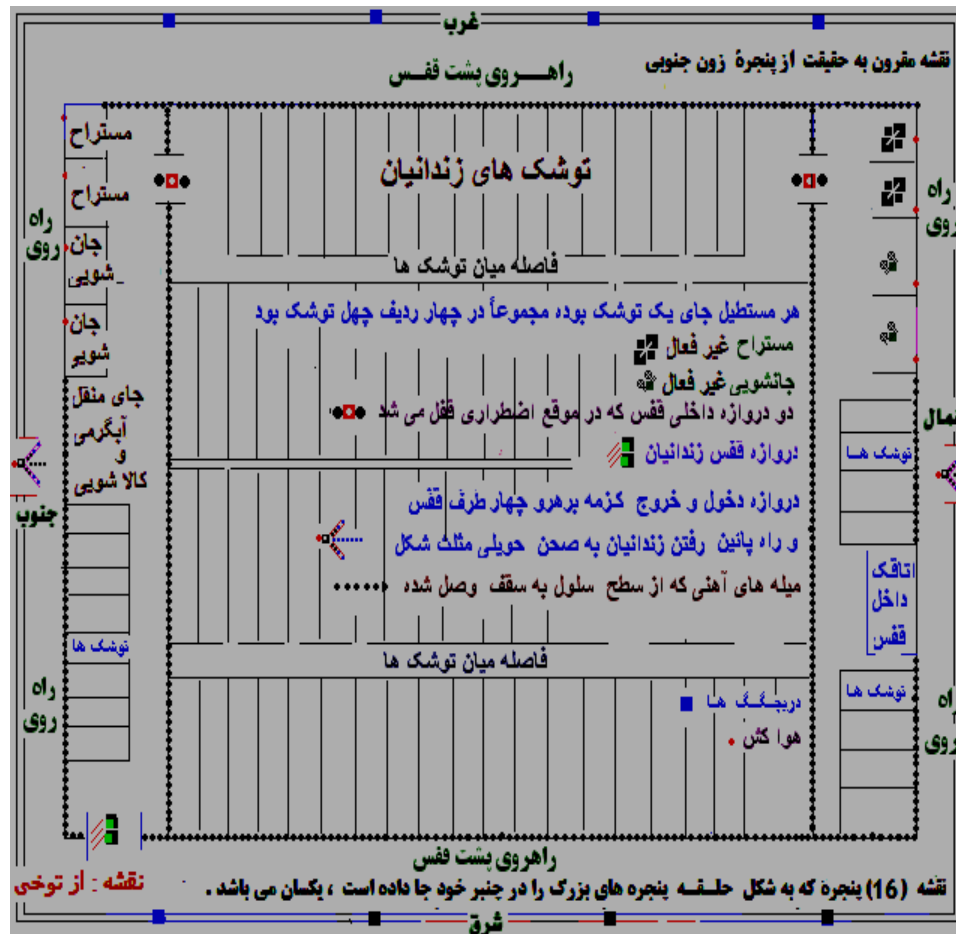 غرب
نقشه مقرون به حقیقت از پنجرهٔ زون جنوبی
راهـــروی پشت قفـس
مستراح
مستراح
جان
شویی
جان
شویی
جای منقل
آبگرمی
و
کالا شویی
راه
روی
جنوب
توشک ها
راه
روی
توشک های زندانیان
فاصله میان توشک ها
هر مستطیل جای یک توشک بوده مجموعاً در چهار ردیف چهل توشک بود
مستراح غیر فعال
جانشویی غیر فعال
دو دروازه داخلی قفس که در موقع اضطراری قفل می شد
دروازه قفس زندانیان
دروازه دخول و خروج کزمه برهرو چهار طرف قفس
و راه پائین رفتن زندانیان به صحن حویلی مثلث شکل
میله های آهنی که از سطح سلول به سقف وصل شده
فاصله میان توشک ها
دریچـگـگ هـا
هوا کش
راه
روی
مال
توشک هـا
اتاقک
داخل
قفس
توشک ها
راه
روی
راهروی پشت قفس
نقشه : از توخی
نقشه (16) پنجرهٔ که به شکل حلـقـه پنجره های بزرک را در چنبر خود جا داده است ، یکسان می باشد .
شرق